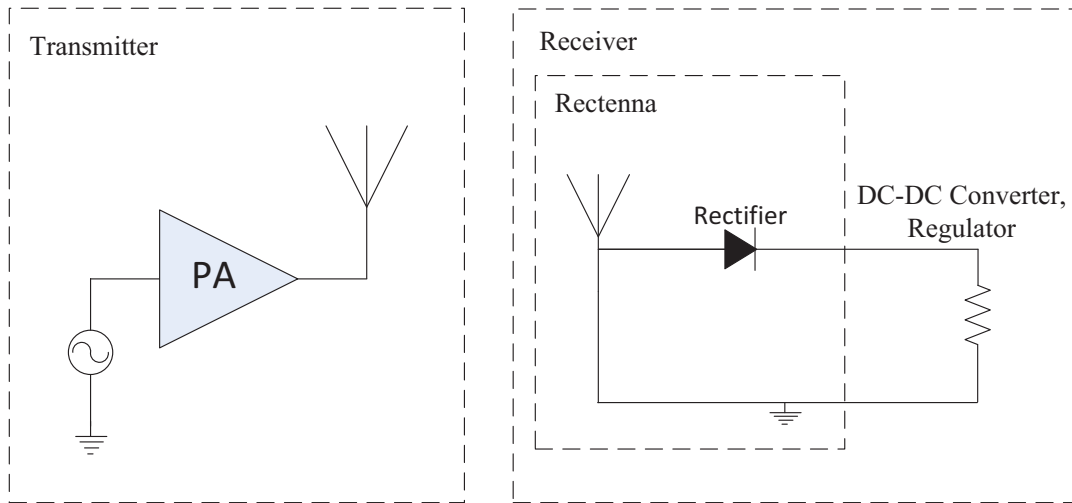 Transmitter
PA
Receiver
Rectenna
Rectifier
DC-DC Converter,
Regulator